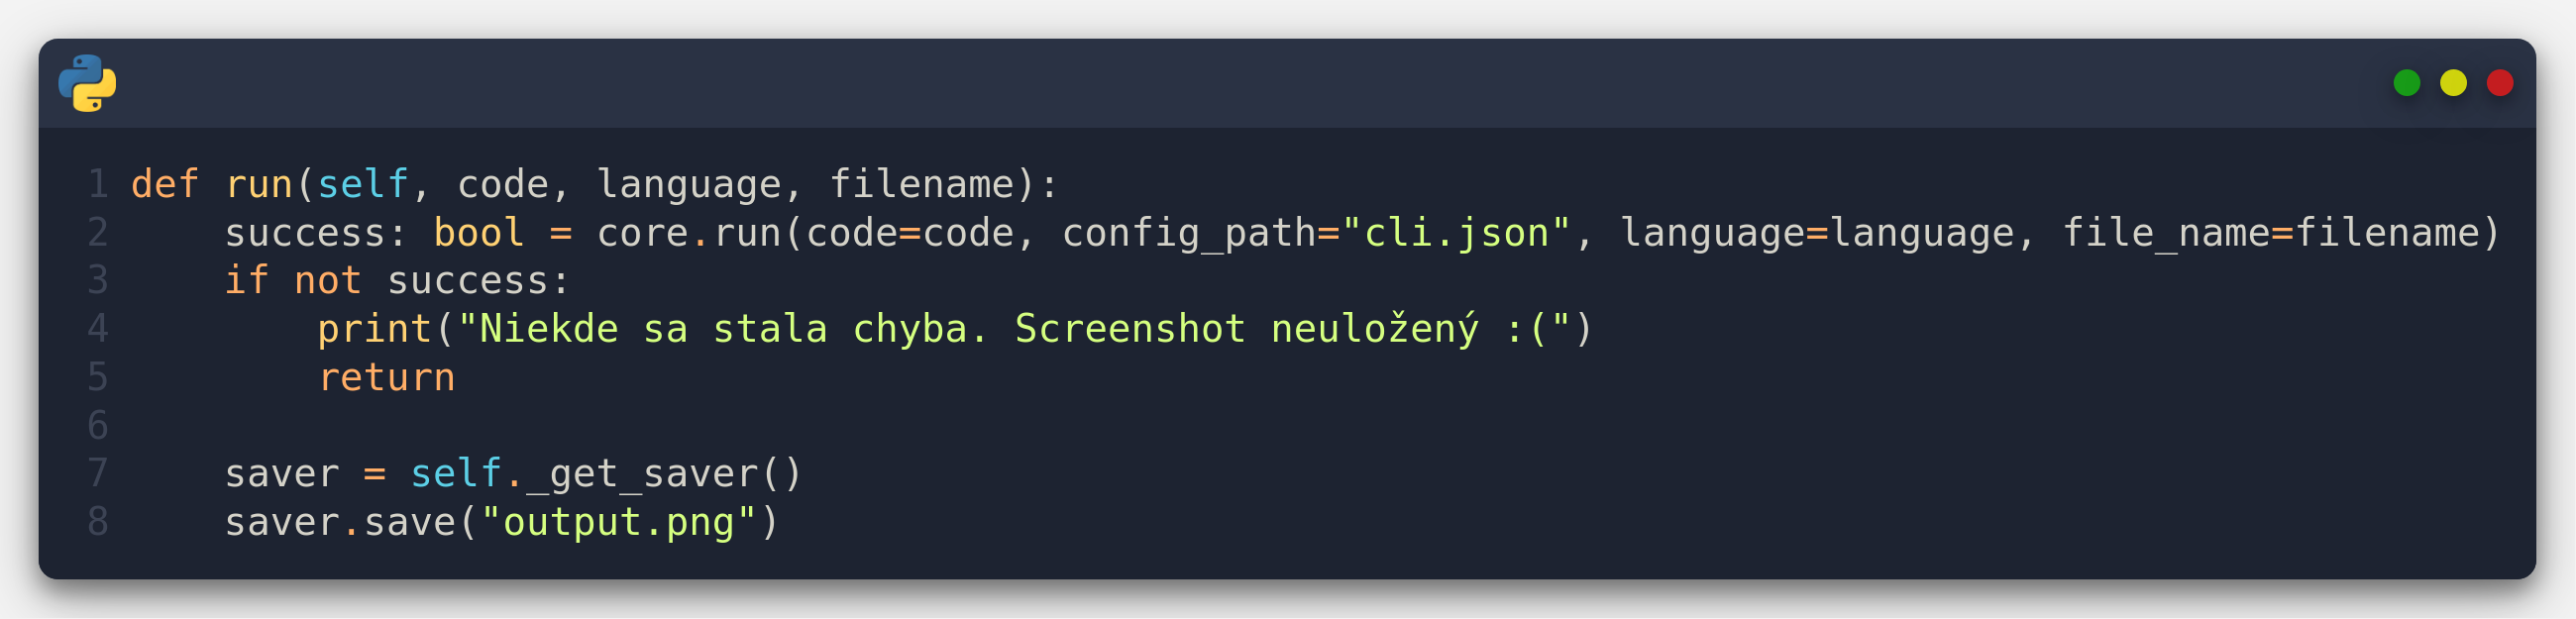 1 def run(self, code, language, filename):
2     success: bool = core.run(code=code, config_path="cli.json", language=language, file_name=filename)
3     if not success:
4         print("Niekde sa stala chyba. Screenshot neuložený :(")
5         return
6
7     saver = self._get_saver()
8     saver.save("output.png")